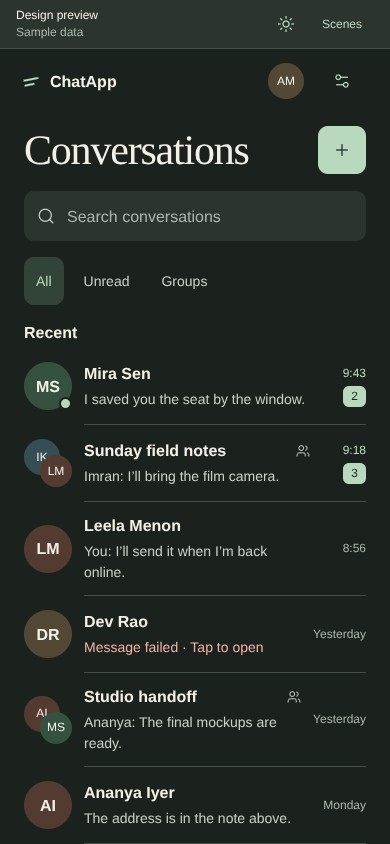 Design preview
Sample data
Scenes
ChatApp
AM
Conversations
Search conversations
All
Unread
Groups
Recent
MS
Mira Sen
9:43
I saved you the seat by the window.
2
IK
LM
Sunday field notes
9:18
Imran: I’ll bring the film camera.
3
LM
Leela Menon
You: I’ll send it when I’m back
online.
8:56
DR
Dev Rao
Message failed · Tap to open
Yesterday
MS
Studio handoff
Ananya: The final mockups are
ready.
Yesterday
AI
Ananya Iyer
The address is in the note above.
Monday